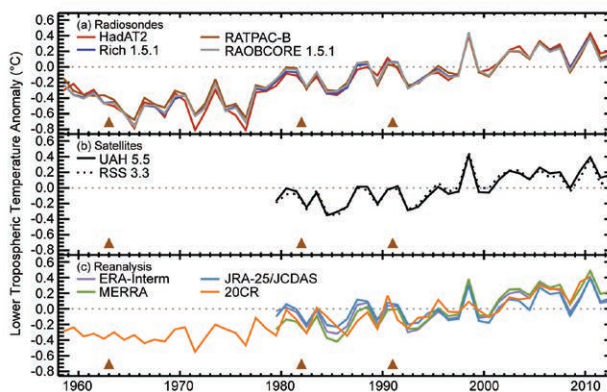 Lower Tropospheric Temperature Anomaly (°C)
(a) Radiosondes
HadAT2 RATPAC-B
Rich 1.5.1 RAOBCORE 1.5.1
0.6
0.4
0.2
0.0
-0.2
-0.4
-0.6
-0.8
(b) Satellites
UAH 5.5
RSS 3.3
0.4
0.2
0.0
-0.2
-0.4
-0.6
-0.8
(c) Reanalysis
ERA-Interm JRA-25/JCDAS
MERRA 20CR
0.4
0.2
0.0
-0.2
-0.4
-0.6
-0.8
1960 1970 1980 1990 2000 2010